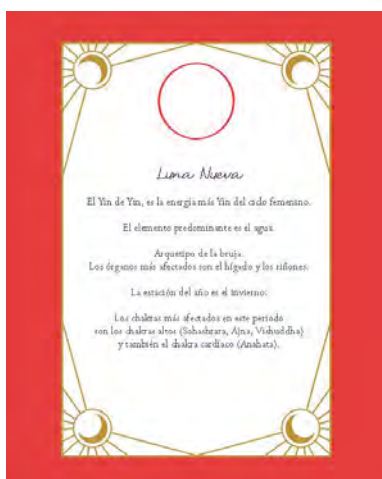 Luna Nueva
El Yin de Yin, es la energía más Yin del ciclo femenino.
El elemento predominante es el agua.
Arquetipo de la bruja.
Los órganos más afectados son el hígado y los riñones.
La estación del año es el invierno.
Los chakras más afectados en este período
son los chakras altos (Sahashrara, Ajna, Vishuddha)
y también el chakra cardíaco (Anahata).